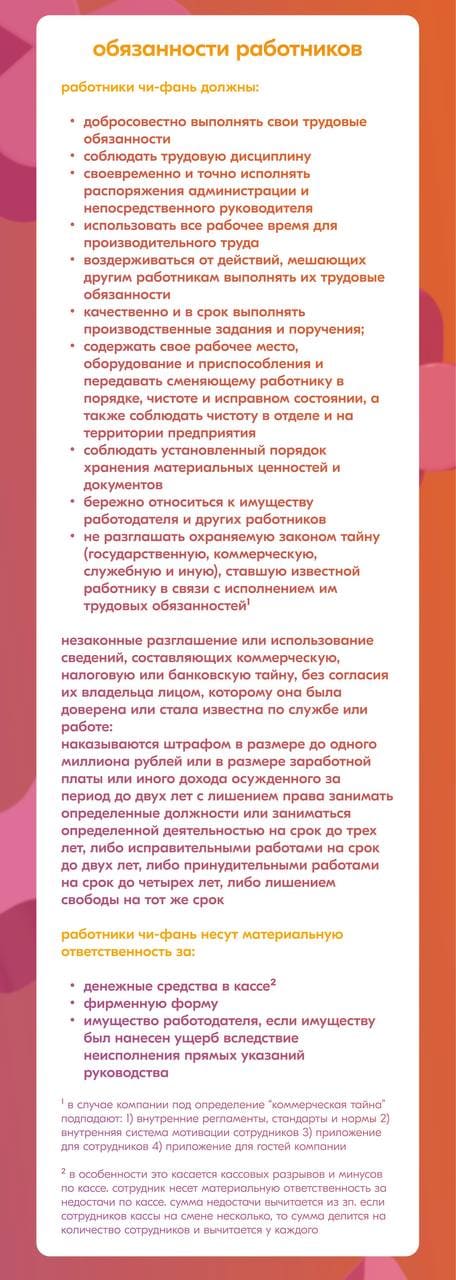 обязанности работников
работники чи-фань должны:
• добросовестно выполнять свои трудовые
обязанности
• соблюдать трудовую дисциплину
• своевременно и точно исполнять
распоряжения администрации и
непосредственного руководителя
• использовать все рабочее время для
производительного труда
• воздерживаться от действий, мешающих
другим работникам выполнять их трудовые
обязанности
• качественно и в срок выполнять
производственные задания и поручения;
• содержать свое рабочее место,
оборудование и приспособления и
передавать сменяющему работнику в
порядке, чистоте и исправном состоянии, а
также соблюдать чистоту в отделе и на
территории предприятия
• соблюдать установленный порядок
хранения материальных ценностей и
документов
• бережно относиться к имуществу
работодателя и других работников
• не разглашать охраняемую законом тайну
(государственную, коммерческую,
служебную и иную), ставшую известной
работнику в связи с исполнением им
трудовых обязанностей¹
незаконные разглашение или использование
сведений, составляющих коммерческую,
налоговую или банковскую тайну, без согласия
их владельца лицом, которому она была
доверена или стала известна по службе или
работе:
наказываются штрафом в размере до одного
миллиона рублей или в размере заработной
платы или иного дохода осужденного за
период до двух лет с лишением права занимать
определенные должности или заниматься
определенной деятельностью на срок до трех
лет, либо исправительными работами на срок
до двух лет, либо принудительными работами
на срок до четырех лет, либо лишением
свободы на тот же срок
работники чи-фань несут материальную
ответственность за:
• денежные средства в кассе²
• фирменную форму
• имущество работодателя, если имуществу
был нанесен ущерб вследствие
неисполнения прямых указаний
руководства
¹ в случае компании под определение "коммерческая тайна"
подпадают: 1) внутренние регламенты, стандарты и нормы 2)
внутренняя система мотивации сотрудников 3) приложение
для сотрудников 4) приложение для гостей компании
² в особенности это касается кассовых разрывов и минусов
по кассе. сотрудник несет материальную ответственность за
недостачи по кассе. сумма недостачи вычитается из зп. если
сотрудников кассы на смене несколько, то сумма делится на
количество сотрудников и вычитается у каждого